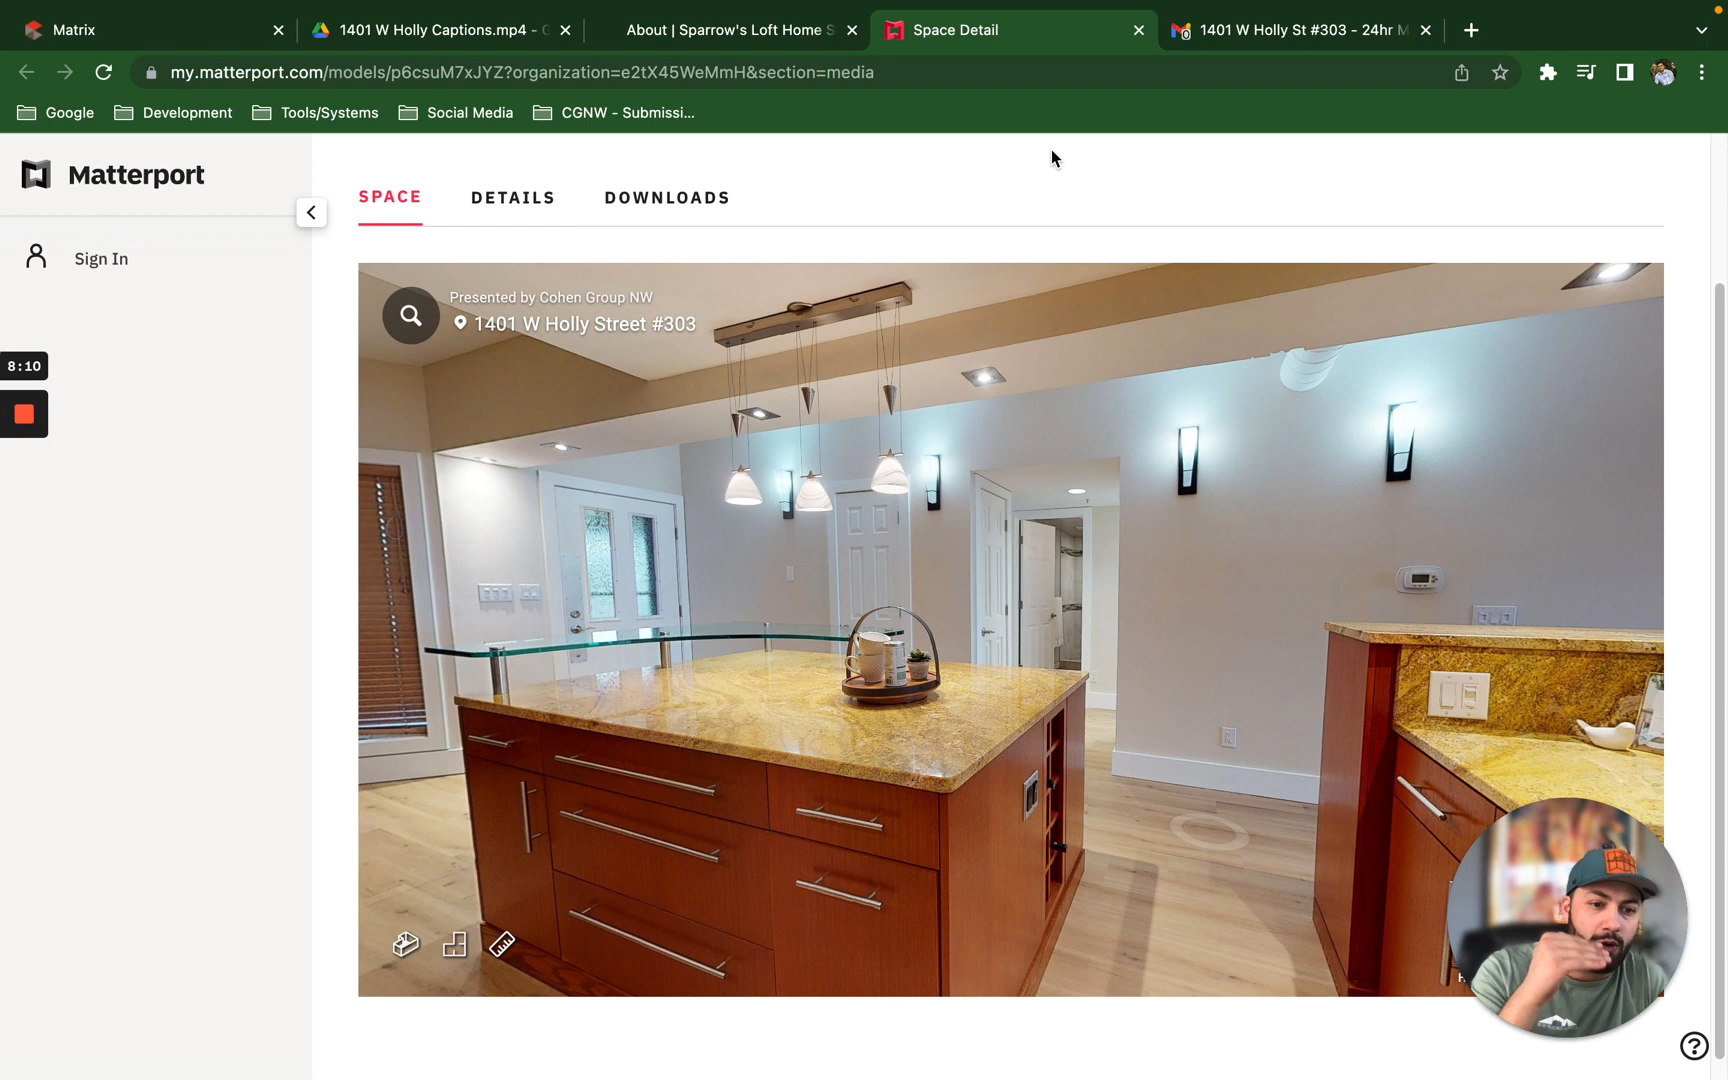 Matrix
1401 W Holly Captions.mp4 - G
About | Sparrow's Loft Home S
Space Detail
1401 W Holly St #303 - 24hr M
my.matterport.com/models/p6csuM7xJYZ?organization=e2tX45WeMmH&section=media
Google
Development
Tools/Systems
Social Media
CGNW - Submissi...
Matterport
Sign In
8:10
SPACE
DETAILS
DOWNLOADS
Presented by Cohen Group NW
1401 W Holly Street #303